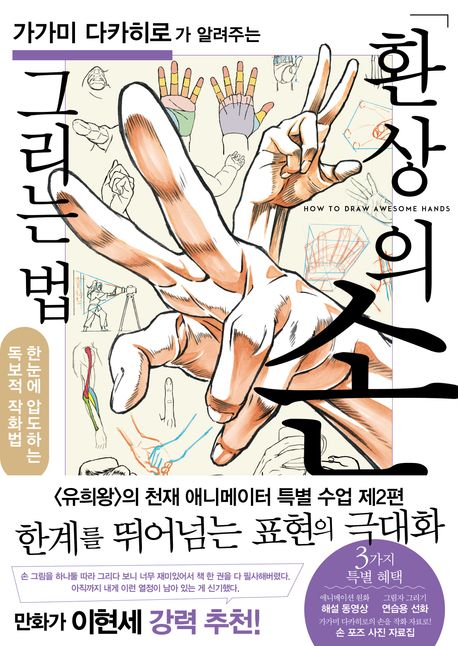 가가미 다카히로가 알려주는
「환상의 손
그리는 법
HOW TO DRAW AWESOME HANDS
한눈에 압도하는
독보적 작화법
〈유희왕〉의 천재 애니메이터 특별 수업 제2편
한계를 뛰어넘는 표현의 극대화
손 그림을 하나둘 따라 그리다 보니 너무 재미있어서 책 한 권을 다 필사해버렸다.
아직까지 내게 이런 열정이 남아 있는 게 신기했다.
만화가 이현세 강력 추천!
3가지
특별 혜택
애니메이션 원화
해설 동영상
그림자 그리기
연습용 선화
가가미 다카히로의 손을 작화 자료로!
손 포즈 사진 자료집